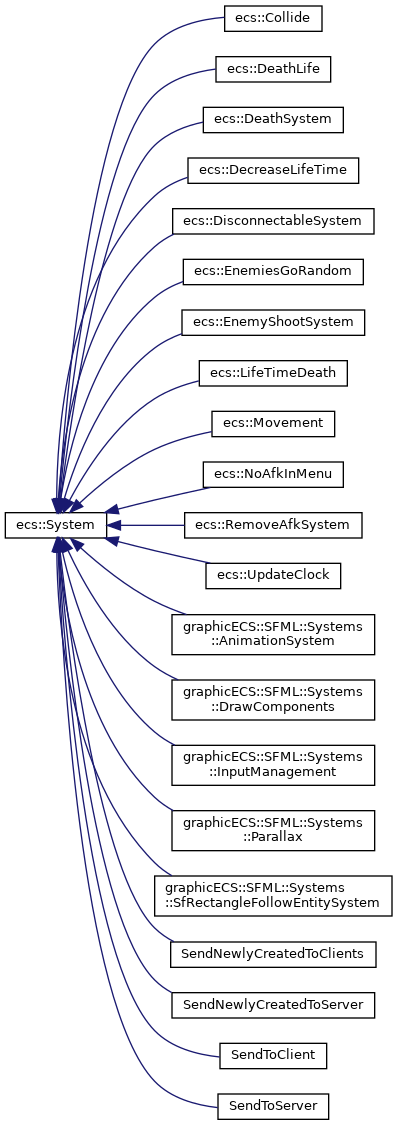 ecs::Collide
ecs::DeathLife
ecs::DeathSystem
ecs::DecreaseLifeTime
ecs::DisconnectableSystem
ecs::EnemiesGoRandom
ecs::EnemyShootSystem
ecs::LifeTimeDeath
ecs::Movement
ecs::NoAfkInMenu
ecs::System
ecs::RemoveAfkSystem
ecs::UpdateClock
graphicECS::SFML::Systems
::AnimationSystem
graphicECS::SFML::Systems
::DrawComponents
graphicECS::SFML::Systems
::InputManagement
graphicECS::SFML::Systems
::Parallax
graphicECS::SFML::Systems
::SfRectangleFollowEntitySystem
SendNewlyCreatedToClients
SendNewlyCreatedToServer
SendToClient
SendToServer